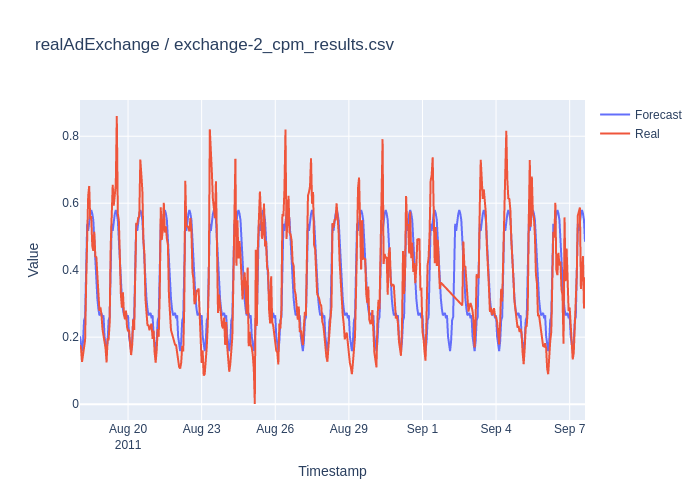 realAdExchange / exchange-2_cpm_results.csv
Forecast
Real
Value
0.8
0.6
0.4
0.2
0
Aug 20
2011
Aug 23
Aug 26
Aug 29
Sep 1
Sep 4
Sep 7
Timestamp